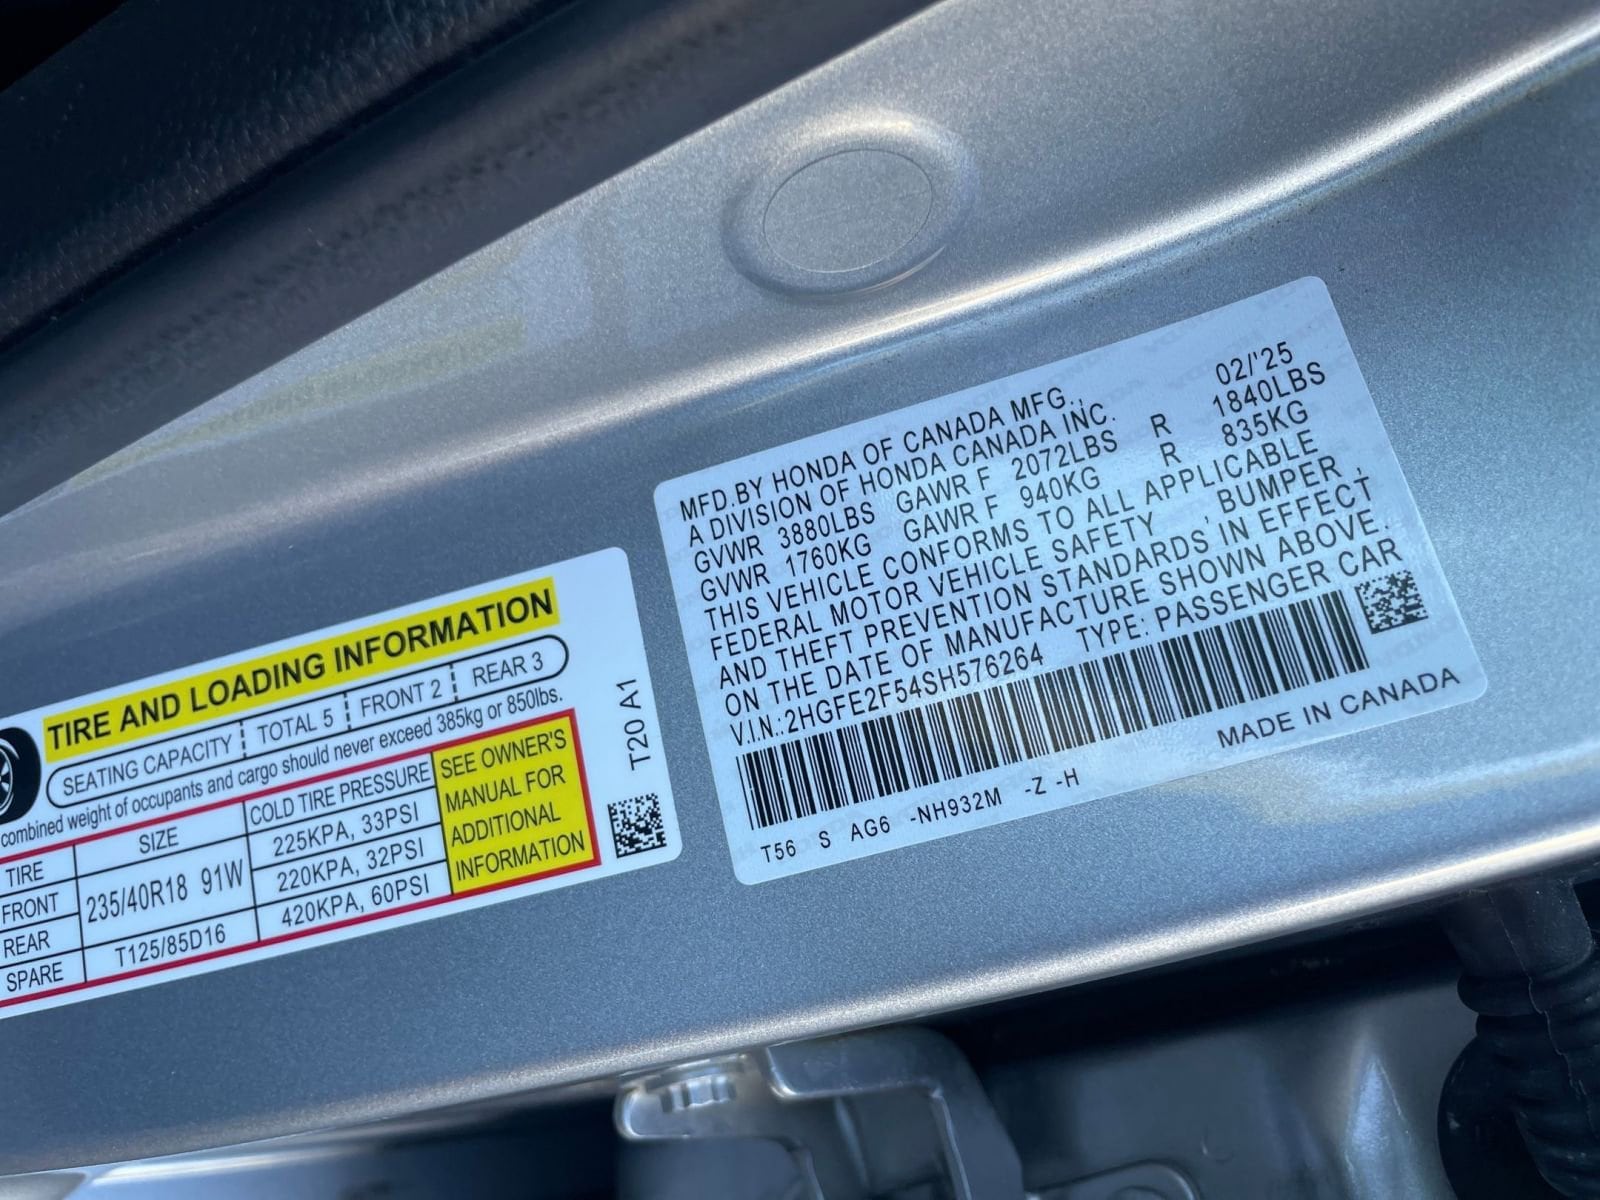 MFD.BY HONDA OF CANADA MFG., 02/'25
A DIVISION OF HONDA CANADA INC.
GVWR 3880LBS GAWR F 2072LBS R 1840LBS
GVWR 1760KG GAWR F 940KG R 835KG
THIS VEHICLE CONFORMS TO ALL APPLICABLE
FEDERAL MOTOR VEHICLE SAFETY , BUMPER ,
AND THEFT PREVENTION STANDARDS IN EFFECT
ON THE DATE OF MANUFACTURE SHOWN ABOVE.
V.I.N.:2HGFE2F54SH576264 TYPE: PASSENGER CAR
MADE IN CANADA
T56 S AG6 -NH932M -Z -H
TIRE AND LOADING INFORMATION
SEATING CAPACITY TOTAL 5 FRONT 2 REAR 3
combined weight of occupants and cargo should never exceed 385kg or 850lbs.
TIRE SIZE COLD TIRE PRESSURE
FRONT 235/40R18 91W 225KPA, 33PSI
REAR 220KPA, 32PSI
SPARE T125/85D16 420KPA, 60PSI
SEE OWNER'S
MANUAL FOR
ADDITIONAL
INFORMATION
T20 A1